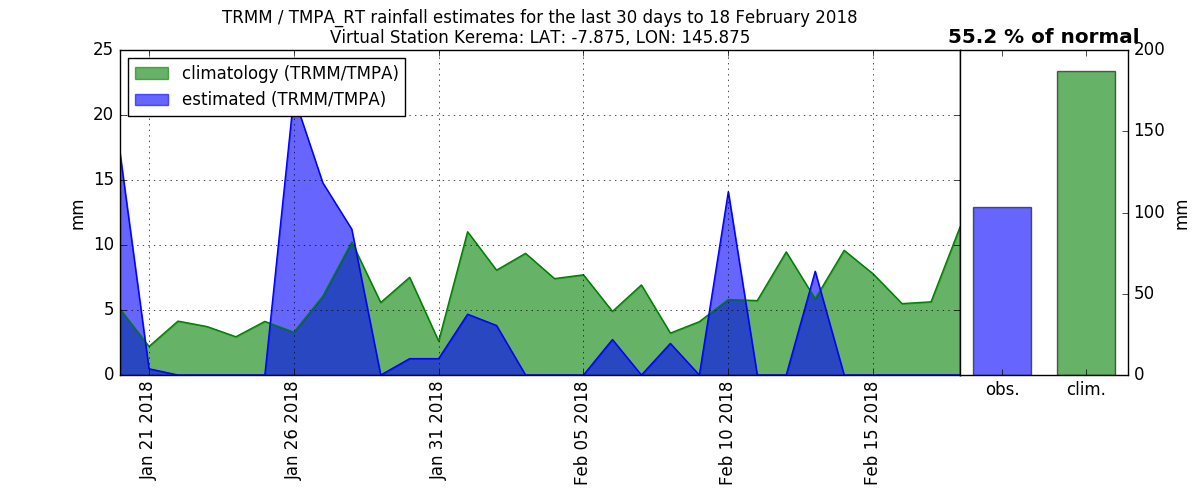 TRMM / TMPA_RT rainfall estimates for the last 30 days to 18 February 2018
Virtual Station Kerema: LAT: -7.875, LON: 145.875
55.2 % of normal
climatology (TRMM/TMPA)
estimated (TRMM/TMPA)
25
20
15
10
5
0
mm
Jan 21 2018
Jan 26 2018
Jan 31 2018
Feb 05 2018
Feb 10 2018
Feb 15 2018
obs.
clim.
200
150
100
50
0
mm